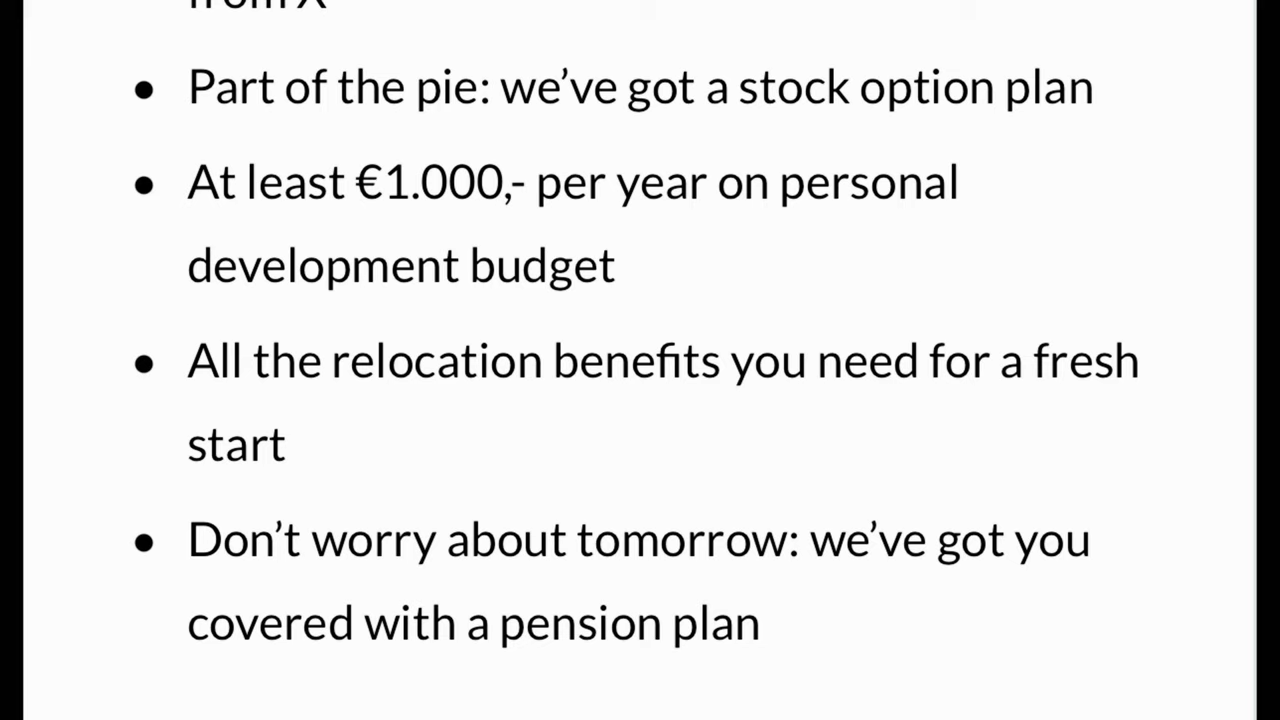 from X
• Part of the pie: we’ve got a stock option plan
• At least €1.000,- per year on personal
development budget
• All the relocation benefits you need for a fresh
start
• Don’t worry about tomorrow: we’ve got you
covered with a pension plan